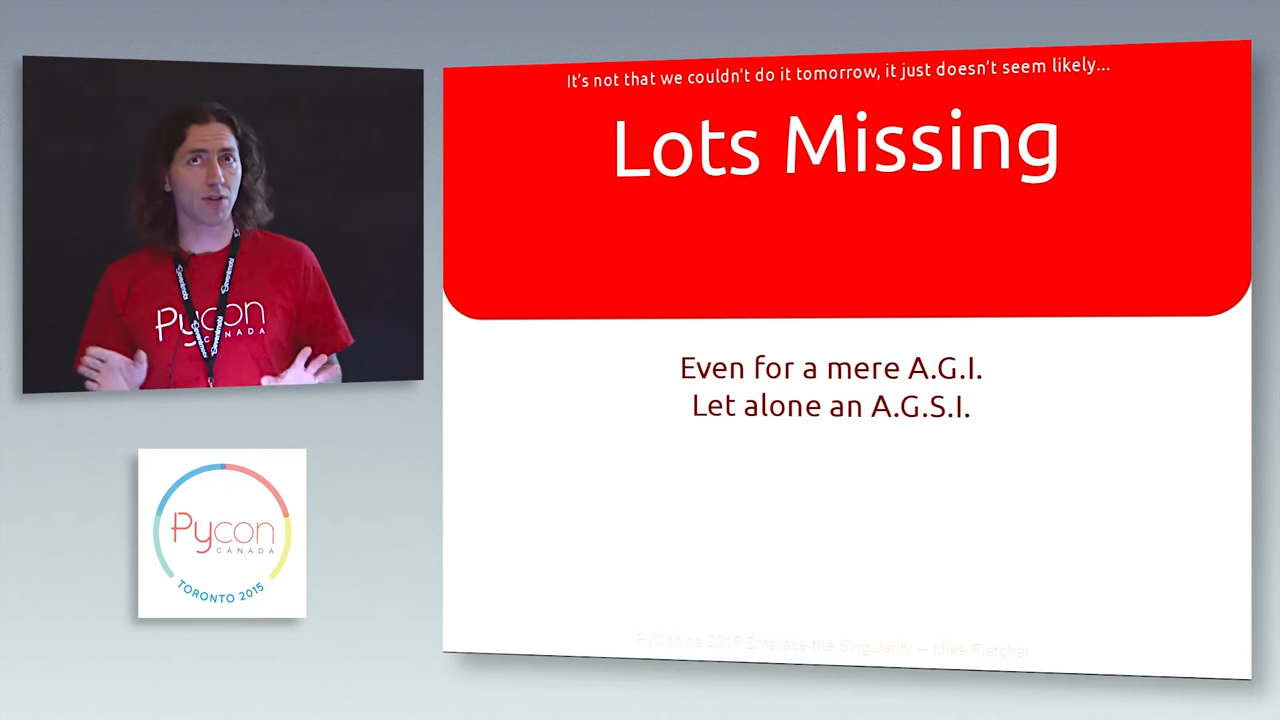 It's not that we couldn't do it tomorrow, it just doesn't seem likely...
Lots Missing
Even for a mere A.G.I.
Let alone an A.G.S.I.
PyCon.ca 2015 Embrace the Singularity -- Mike Fletcher
Pycon
CANADA
Pycon
CANADA
TORONTO 2015